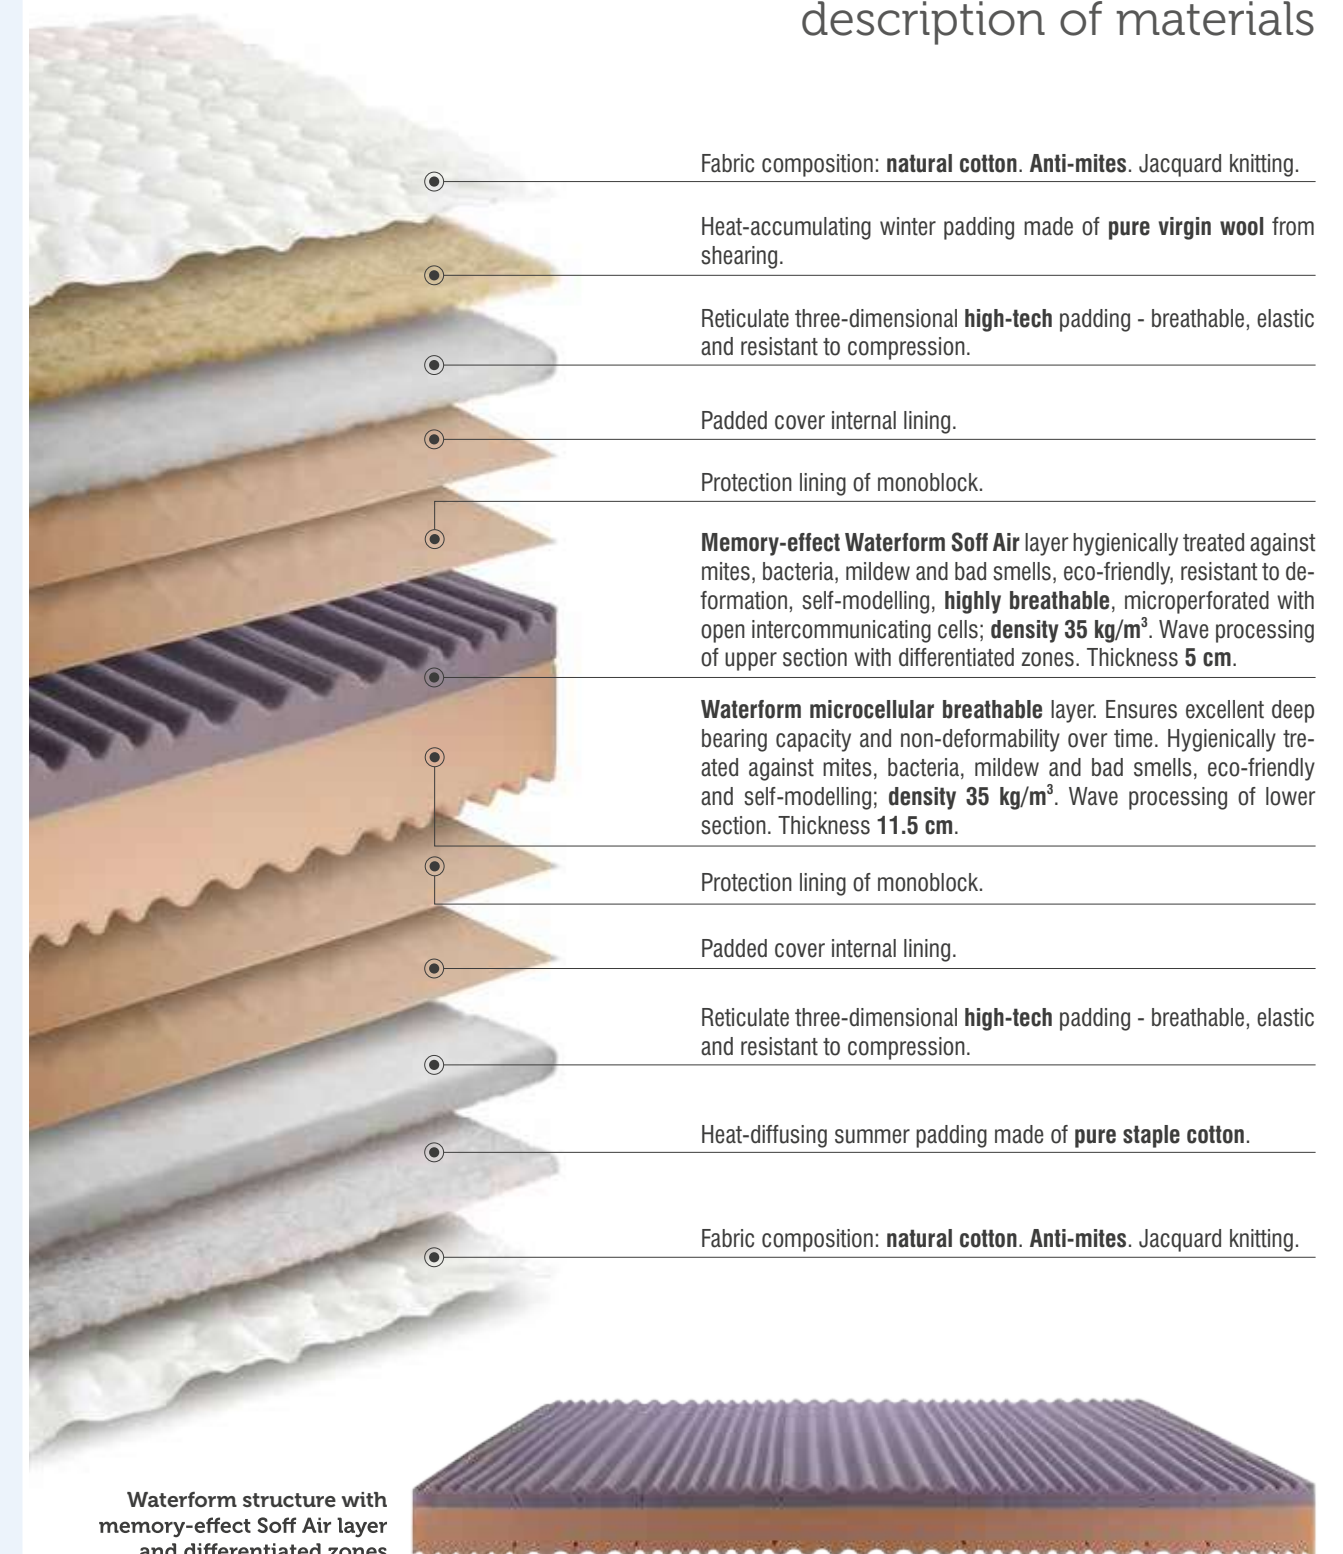 description of materials
Fabric composition: natural cotton. Anti-mites. Jacquard knitting.
Heat-accumulating winter padding made of pure virgin wool from
shearing.
Reticulate three-dimensional high-tech padding - breathable, elastic
and resistant to compression.
Padded cover internal lining.
Protection lining of monoblock.
Memory-effect Waterform Soff Air layer hygienically treated against
mites, bacteria, mildew and bad smells, eco-friendly, resistant to de-
formation, self-modelling, highly breathable, microperforated with
open intercommunicating cells; density 35 kg/m³. Wave processing
of upper section with differentiated zones. Thickness 5 cm.
Waterform microcellular breathable layer. Ensures excellent deep
bearing capacity and non-deformability over time. Hygienically tre-
ated against mites, bacteria, mildew and bad smells, eco-friendly
and self-modelling; density 35 kg/m³. Wave processing of lower
section. Thickness 11.5 cm.
Protection lining of monoblock.
Padded cover internal lining.
Reticulate three-dimensional high-tech padding - breathable, elastic
and resistant to compression.
Heat-diffusing summer padding made of pure staple cotton.
Fabric composition: natural cotton. Anti-mites. Jacquard knitting.
Waterform structure with
memory-effect Soff Air layer
and differentiated zones